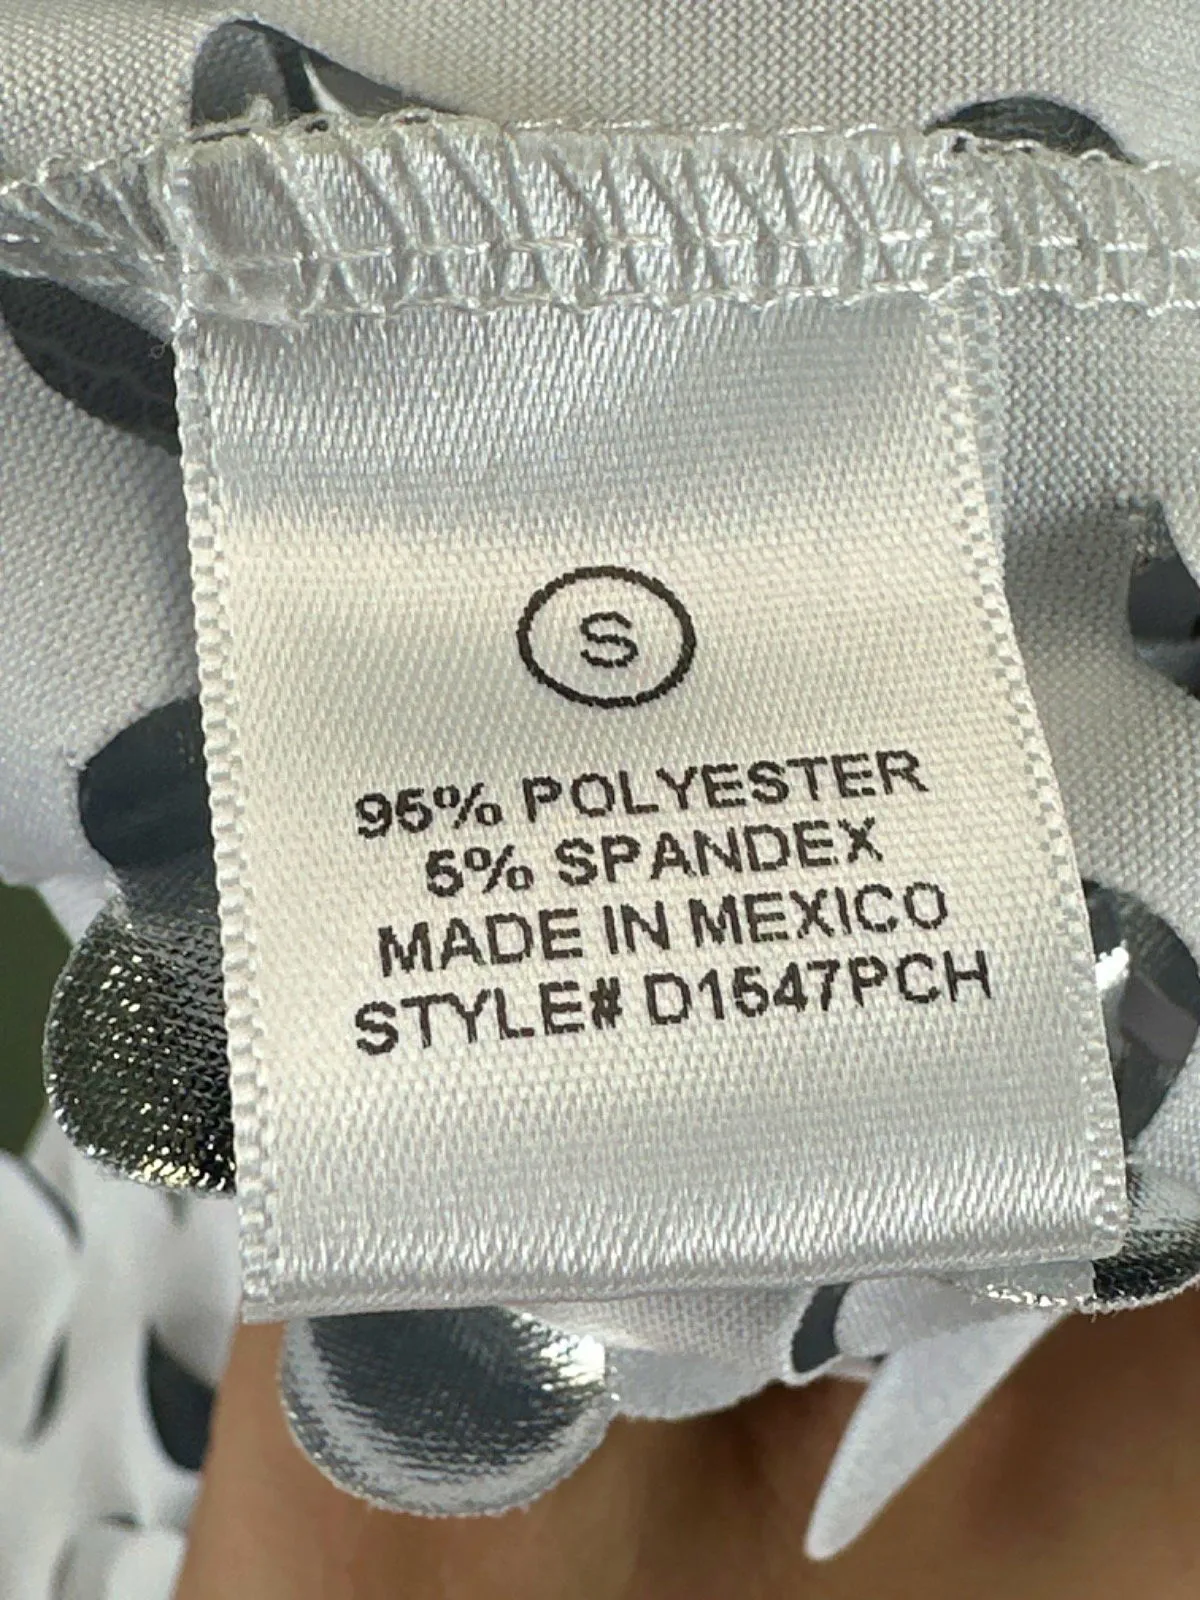 S
95% POLYESTER
5% SPANDEX
MADE IN MEXICO
STYLE# D1547PCH